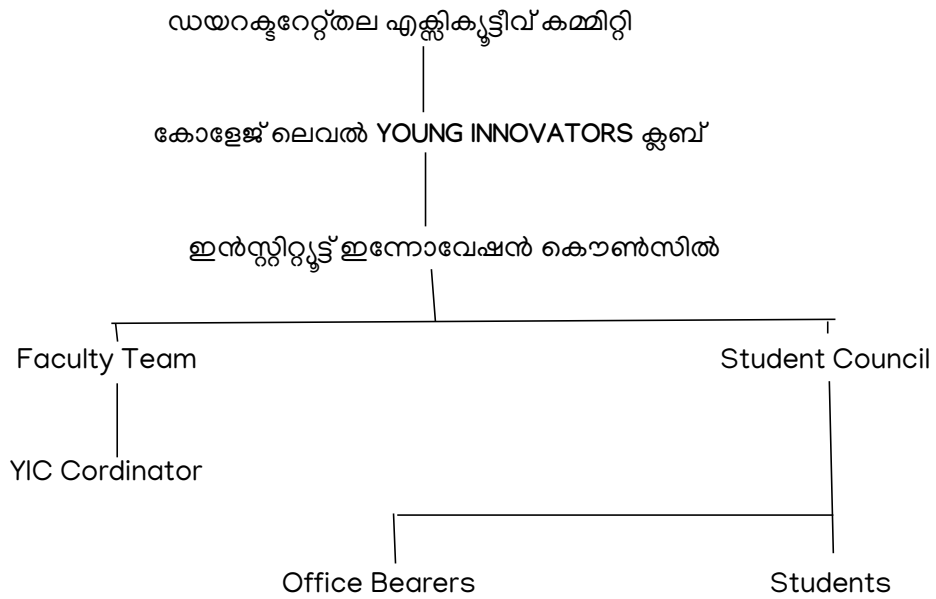 ഡയറക്ടറേറ്റ്തല എക്സിക്യൂട്ടീവ് കമ്മിറ്റി
കോളേജ് ലെവൽ YOUNG INNOVATORS ക്ലബ്
ഇൻസ്റ്റിറ്റ്യൂട്ട് ഇന്നോവേഷൻ കൌൺസിൽ
Faculty Team
Student Council
YIC Cordinator
Office Bearers
Students